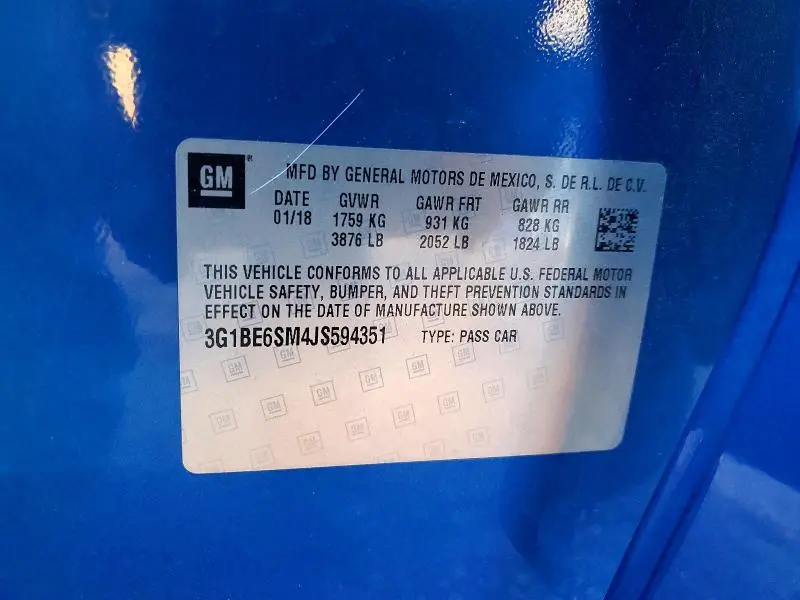 GM ® MFD BY GENERAL MOTORS DE MEXICO, S. DE R.L. DE C.V.
DATE GVWR GAWR FRT GAWR RR
01/18 1759 KG 931 KG 828 KG
3876 LB 2052 LB 1824 LB
THIS VEHICLE CONFORMS TO ALL APPLICABLE U.S. FEDERAL MOTOR
VEHICLE SAFETY, BUMPER, AND THEFT PREVENTION STANDARDS IN
EFFECT ON THE DATE OF MANUFACTURE SHOWN ABOVE.
3G1BE6SM4JS594351 TYPE: PASS CAR